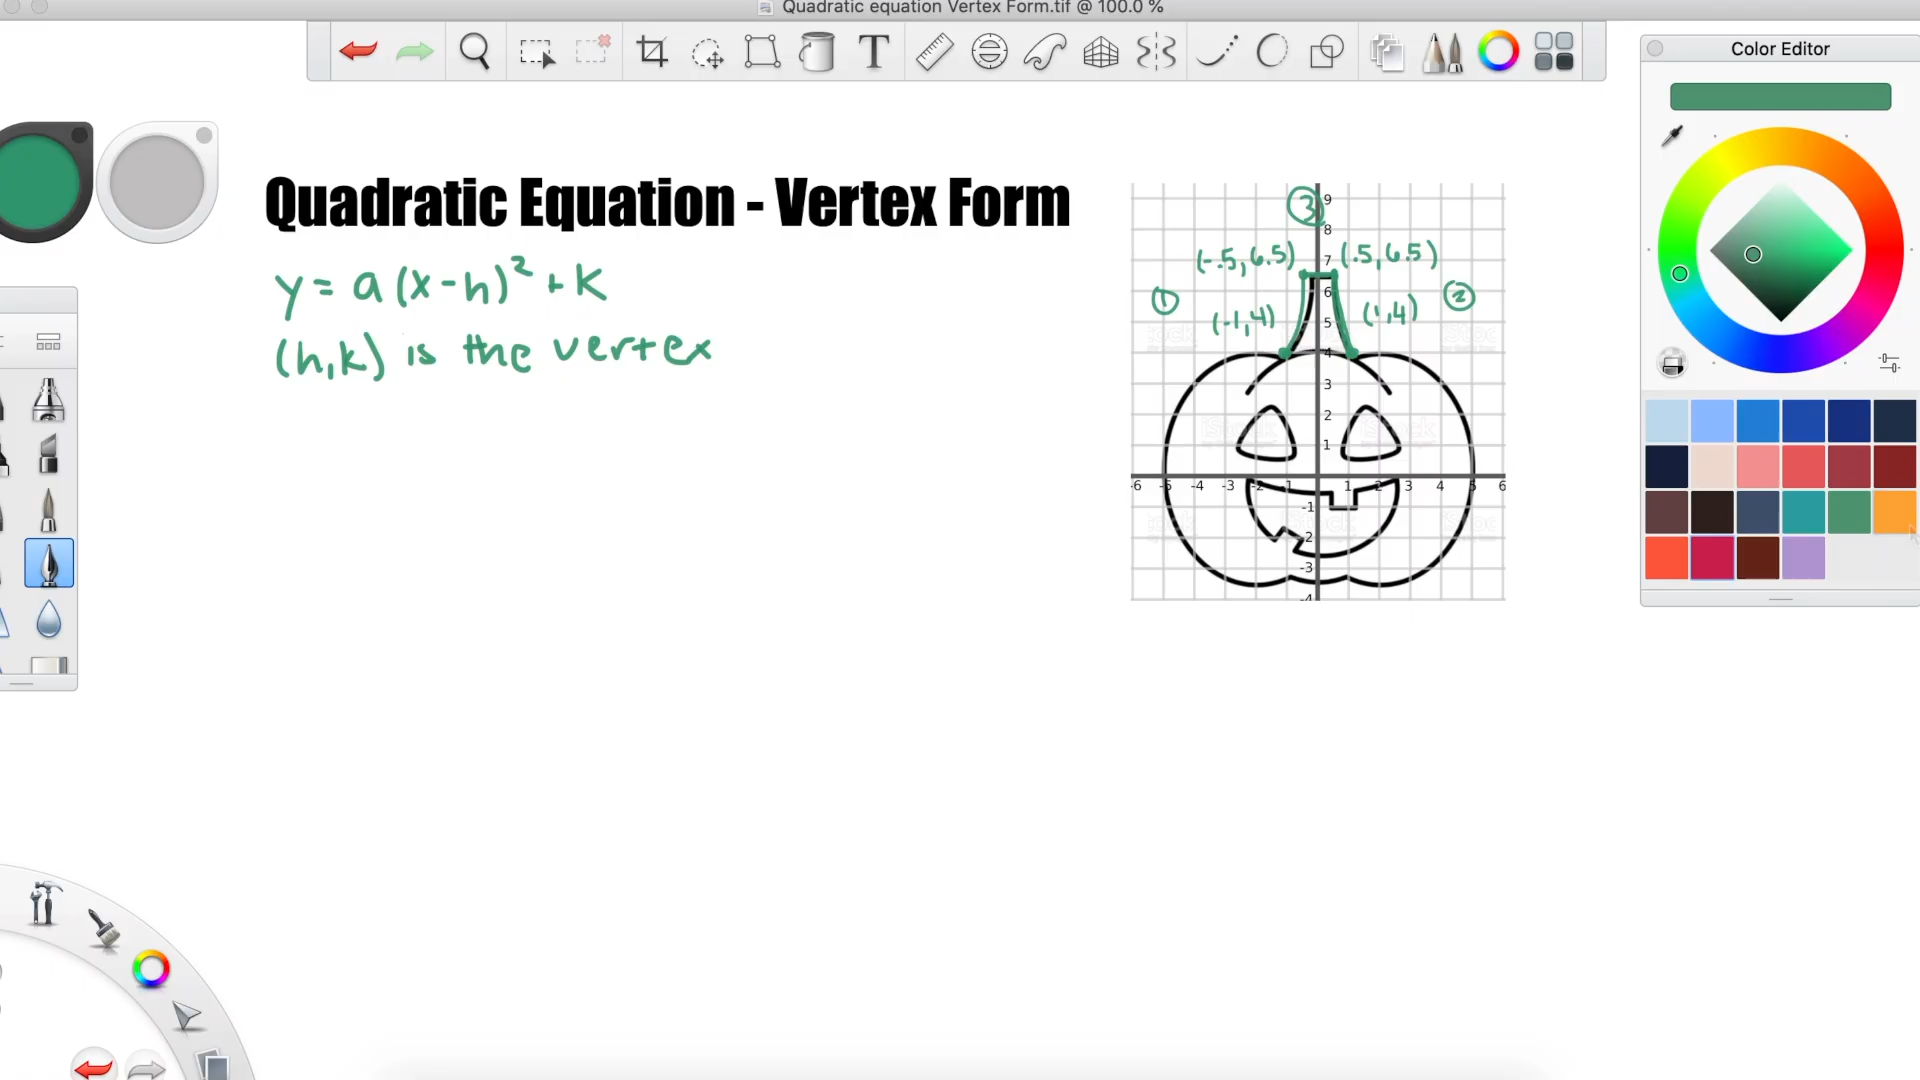 Quadratic equation Vertex Form.tif @ 100.0 %
T
Color Editor
Quadratic Equation - Vertex Form
y = a(x-h)² + k
(h,k) is the vertex
③
9
8
(-.5,6.5) 7 (.5,6.5)
① 6 ②
(-1,4) 5 (1,4)
4
3
2
1
-6 -5 -4 -3 -2 -1 1 2 3 4 5 6
-1
-2
-3
-4
iStock